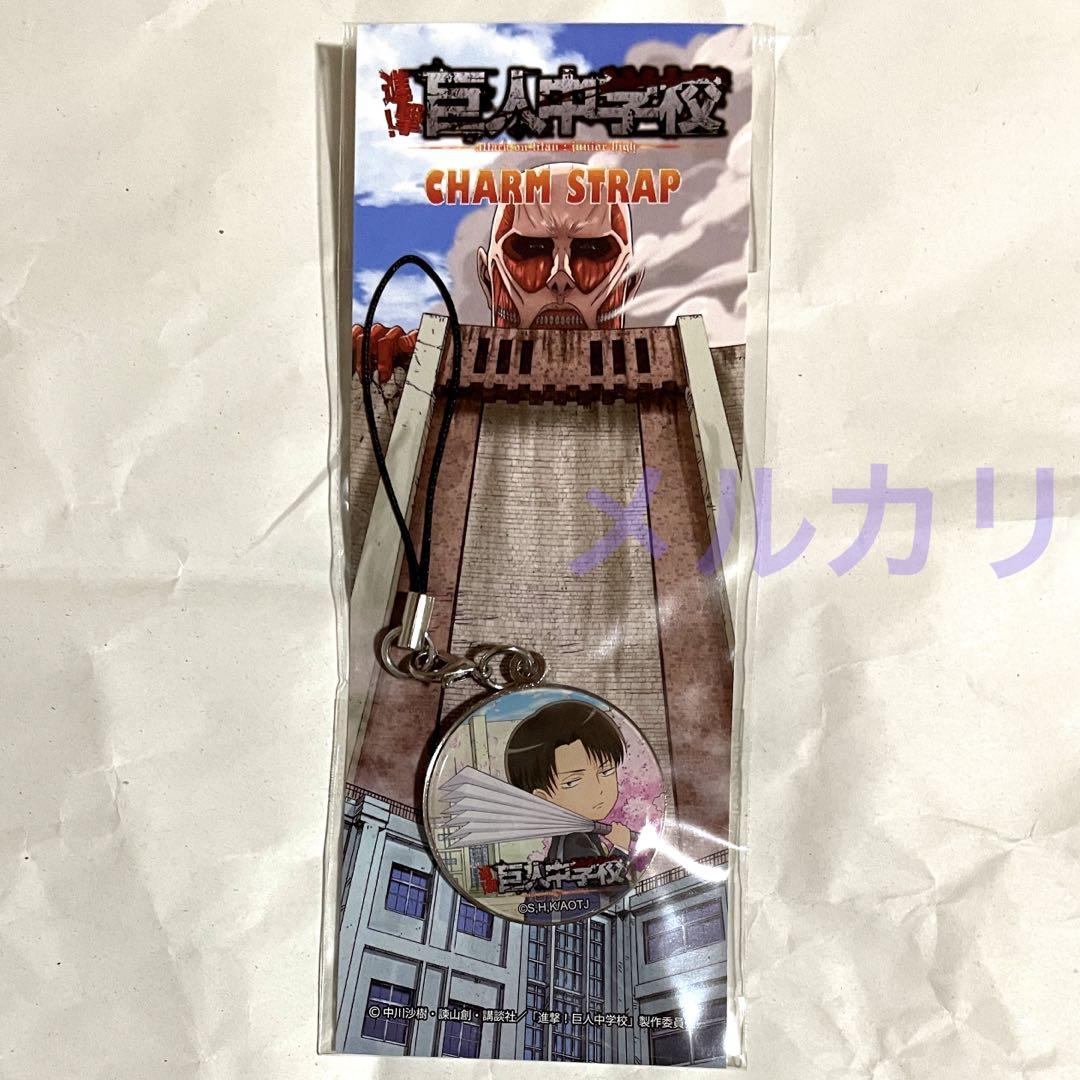 進撃!巨人中学校
attack on titan : junior high
CHARM STRAP
メルカリ
進撃!巨人中学校
©S,H,K/AOTJ
© 中川沙樹・諫山創・講談社／「進撃！巨人中学校」製作委員